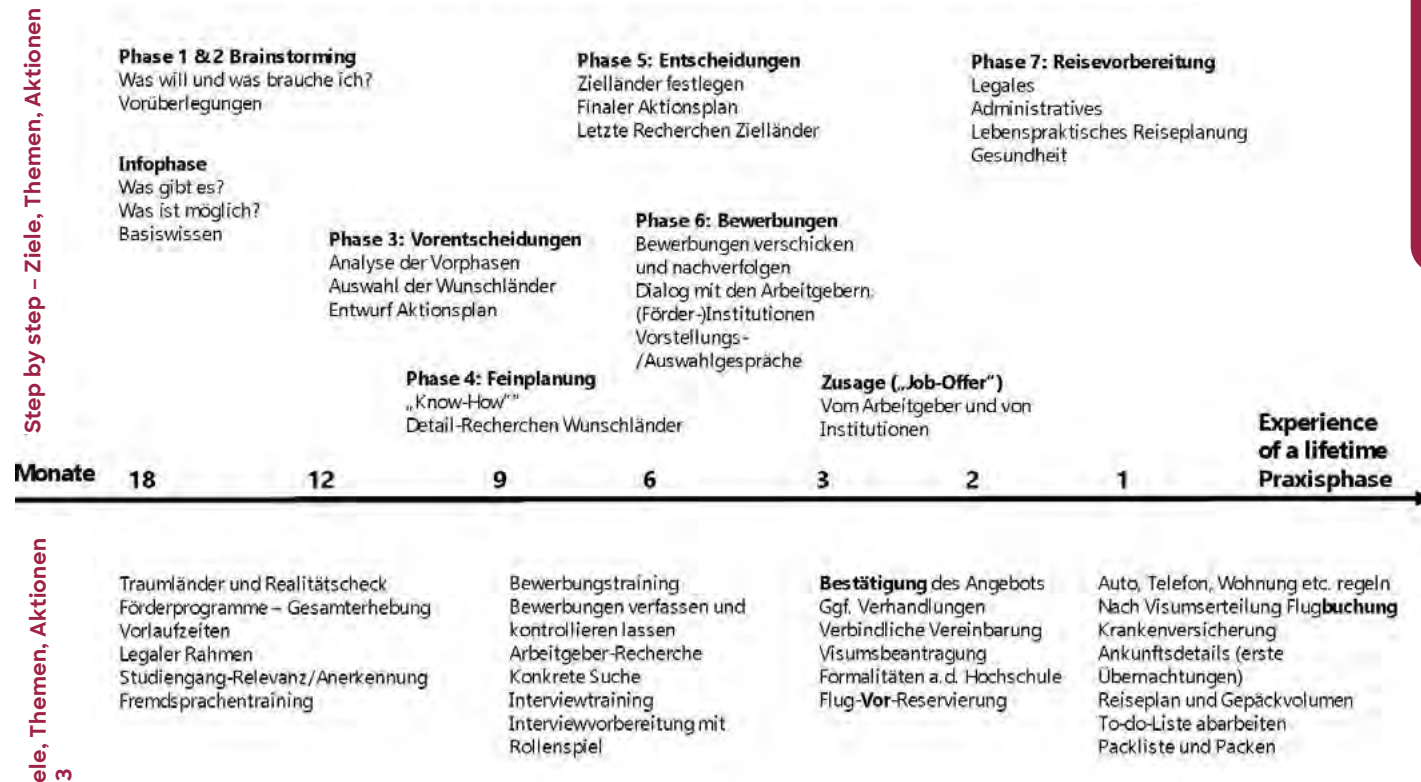 Step by step – Ziele, Themen, Aktionen
Phase 1 &2 Brainstorming
Was will und was brauche ich?
Vorüberlegungen
Infophase
Was gibt es?
Was ist möglich?
Basiswissen
Phase 3: Vorentscheidungen
Analyse der Vorphasen
Auswahl der Wunschländer
Entwurf Aktionsplan
Phase 4: Feinplanung
„Know-How““
Detail-Recherchen Wunschländer
Phase 5: Entscheidungen
Zielländer festlegen
Finaler Aktionsplan
Letzte Recherchen Zielländer
Phase 6: Bewerbungen
Bewerbungen verschicken
und nachverfolgen
Dialog mit den Arbeitgebern,
(Förder-)Institutionen
Vorstellungs-
/Auswahlgespräche
Zusage („Job-Offer“)
Vom Arbeitgeber und von
Institutionen
Phase 7: Reisevorbereitung
Legales
Administratives
Lebenspraktisches Reiseplanung
Gesundheit
Experience
of a lifetime
Praxisphase
Monate 18 12 9 6 3 2 1
ele, Themen, Aktionen
3
Traumländer und Realitätscheck
Förderprogramme – Gesamterhebung
Vorlaufzeiten
Legaler Rahmen
Studiengang-Relevanz/Anerkennung
Fremdsprachentraining
Bewerbungstraining
Bewerbungen verfassen und
kontrollieren lassen
Arbeitgeber-Recherche
Konkrete Suche
Interviewtraining
Interviewvorbereitung mit
Rollenspiel
Bestätigung des Angebots
Ggf. Verhandlungen
Verbindliche Vereinbarung
Visumsbeantragung
Formalitäten a.d. Hochschule
Flug-Vor-Reservierung
Auto, Telefon, Wohnung etc. regeln
Nach Visumserteilung Flugbuchung
Krankenversicherung
Ankunftsdetails (erste
Übernachtungen)
Reiseplan und Gepäckvolumen
To-do-Liste abarbeiten
Packliste und Packen